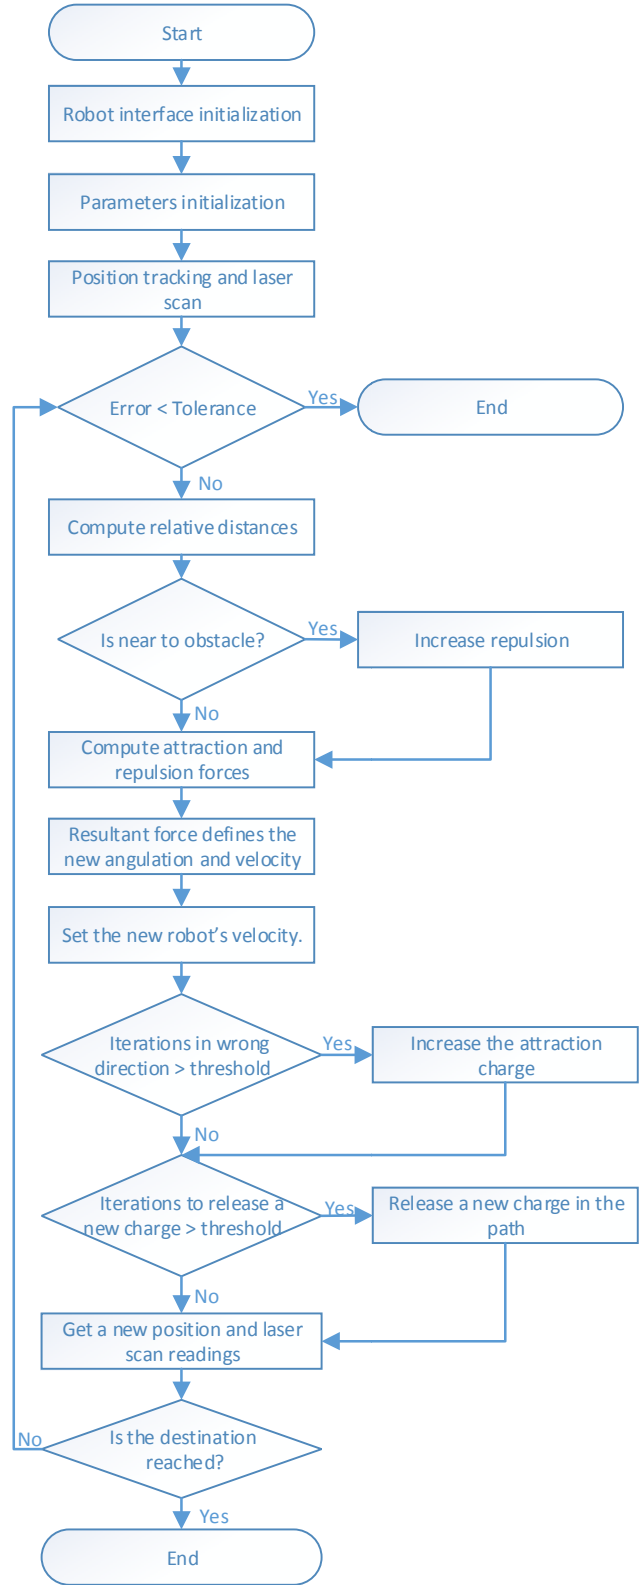 Start
Robot interface initialization
Parameters initialization
Position tracking and laser
scan
Error < Tolerance
Yes
End
No
Compute relative distances
Is near to obstacle?
Yes
Increase repulsion
No
Compute attraction and
repulsion forces
Resultant force defines the
new angulation and velocity
Set the new robot's velocity.
Iterations in wrong
direction > threshold
Yes
Increase the attraction
charge
No
Iterations to release a
new charge > threshold
Yes
Release a new charge in the
path
No
Get a new position and laser
scan readings
Is the destination
reached?
No
Yes
End